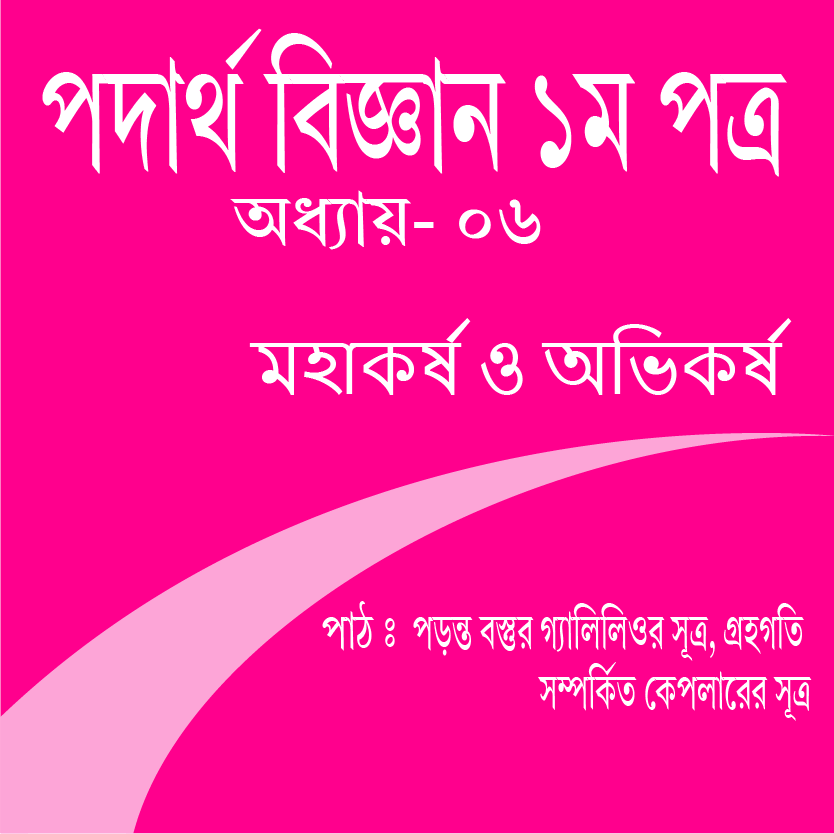 পদার্থ বিজ্ঞান ১ম পত্র
অধ্যায়- ০৬
মহাকর্ষ ও অভিকর্ষ
পাঠ ঃ পড়ন্ত বস্তুর গ্যালিলিওর সূত্র, গ্রহগতি
সম্পর্কিত কেপলারের সূত্র